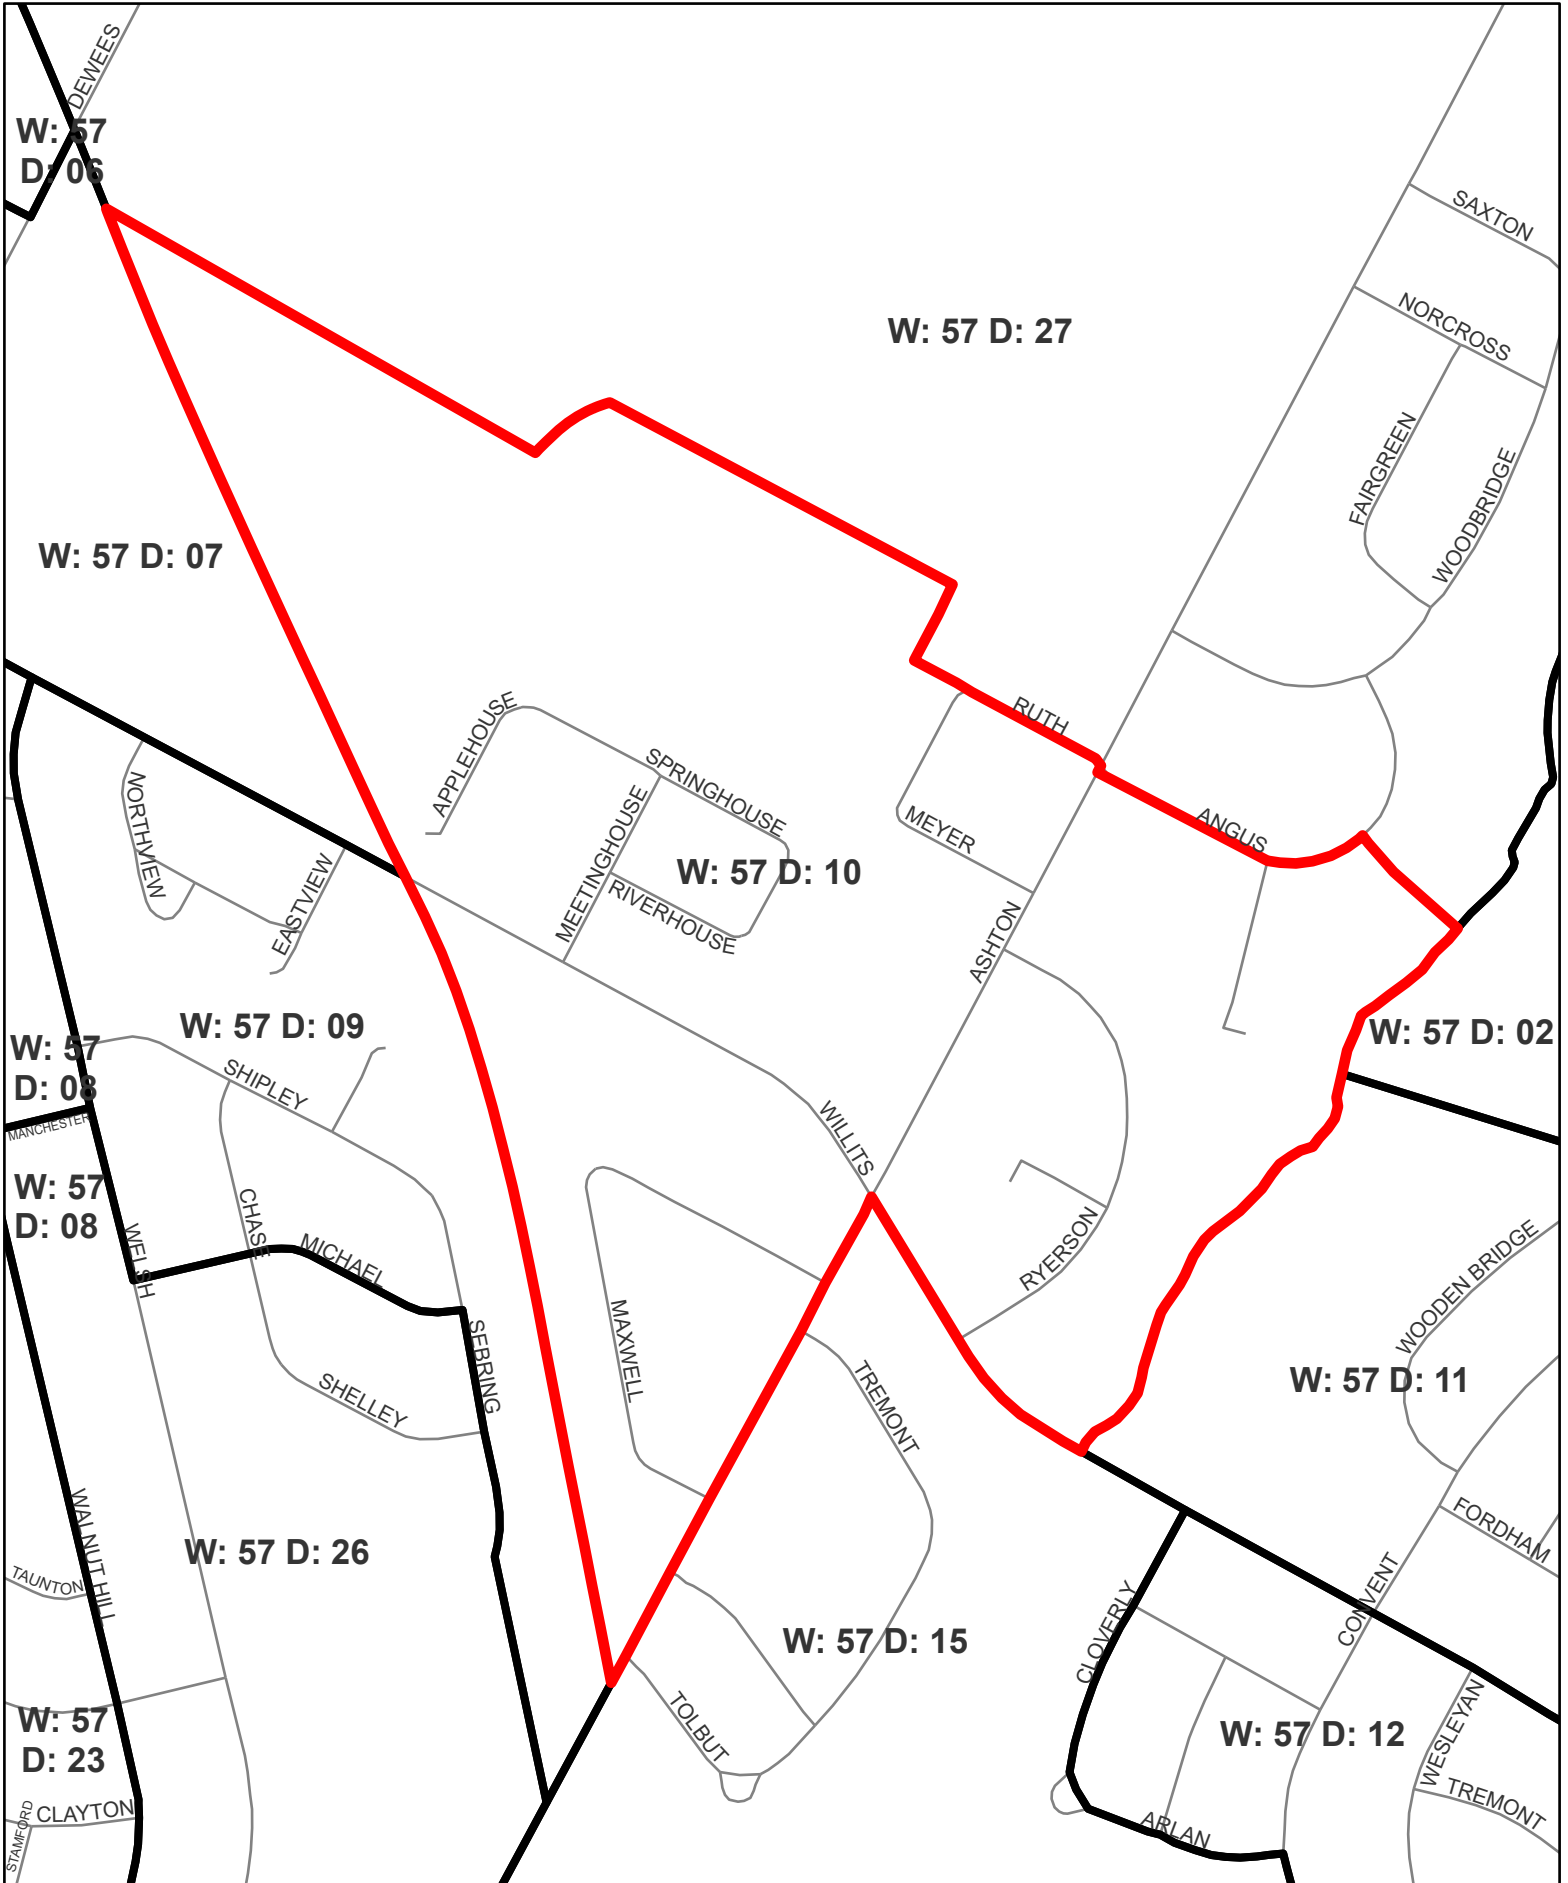 DEWEES
W: 57
D: 06
SAXTON
NORCROSS
W: 57 D: 27
FAIRGREEN
WOODBRIDGE
W: 57 D: 07
RUTH
APPLEHOUSE
SPRINGHOUSE
NORTHVIEW
MEETINGHOUSE
MEYER
ANGUS
W: 57 D: 10
EASTVIEW
RIVERHOUSE
ASHTON
W: 57 D: 09
W: 57 D: 02
W: 57
D: 08
SHIPLEY
MANCHESTER
WILLITS
W: 57
D: 08
CHASE
WELSH
MICHAEL
RYERSON
WOODEN BRIDGE
MAXWELL
SEBRING
TREMONT
W: 57 D: 11
SHELLEY
WALNUT HILL
FORDHAM
W: 57 D: 26
TAUNTON
CONVENT
CLOVERLY
W: 57 D: 15
TOLBUT
W: 57
D: 23
W: 57 D: 12
WESLEYAN
TREMONT
CLAYTON
STAMFORD
ARLAN